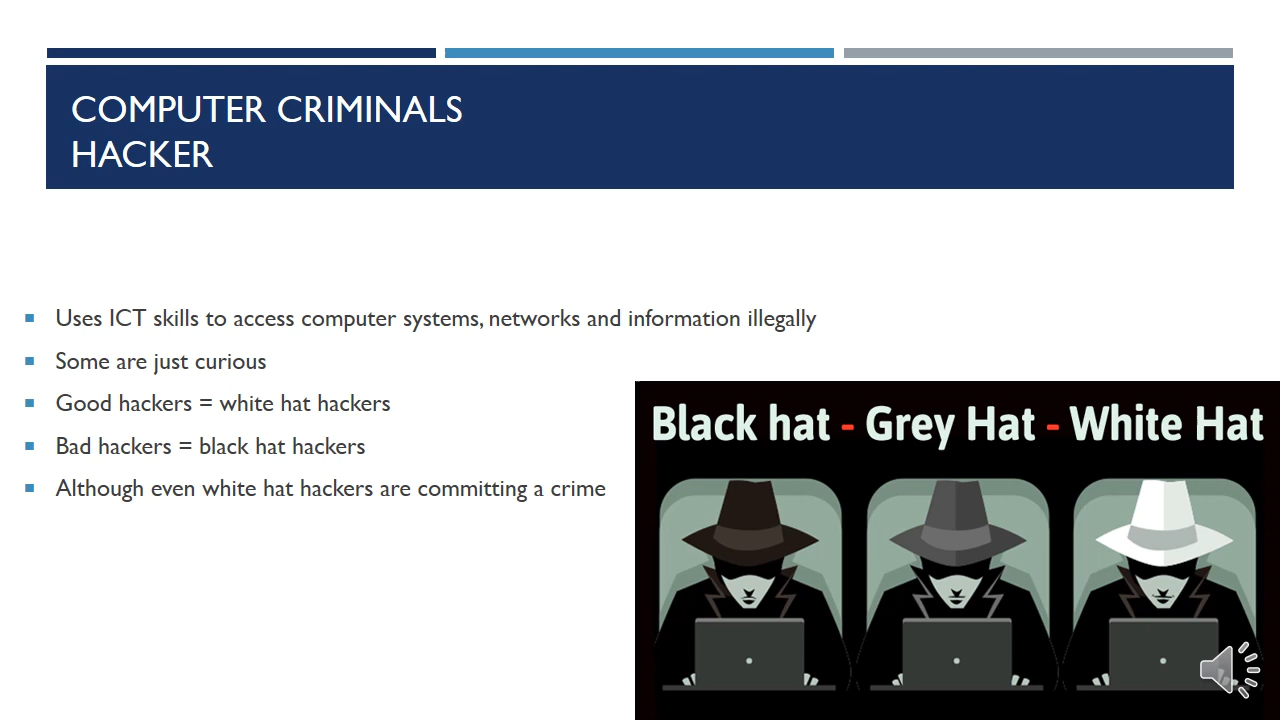 COMPUTER CRIMINALS
HACKER
Uses ICT skills to access computer systems, networks and information illegally
Some are just curious
Good hackers = white hat hackers
Bad hackers = black hat hackers
Although even white hat hackers are committing a crime
Black hat - Grey Hat - White Hat